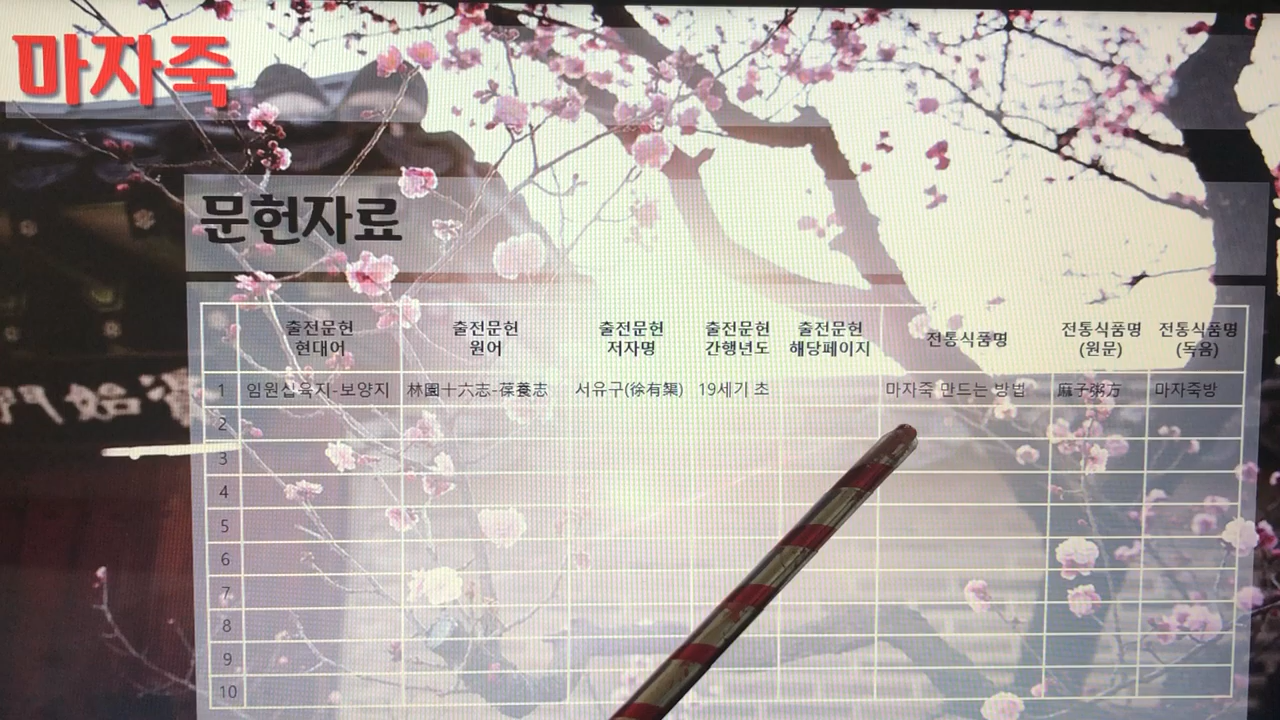 마자죽
문헌자료
출전문헌 현대어 출전문헌 원어 출전문헌 저자명 출전문헌 간행년도 출전문헌 해당페이지 전통식품명 전통식품명 (원문) 전통식품명 (독음)
1 임원십육지-보양지 林園十六志-葆養志 서유구(徐有榘) 19세기 초 마자죽 만드는 방법 麻子粥方 마자죽방
2
3
4
5
6
7
8
9
10